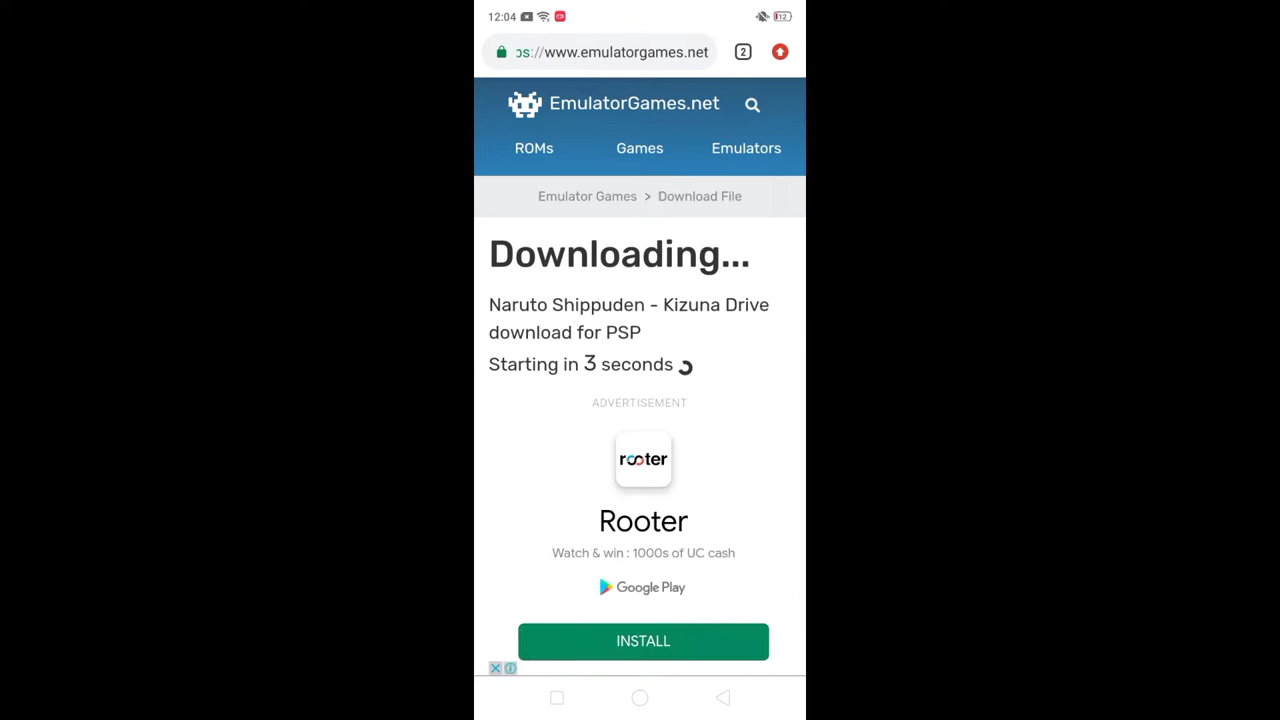 12:04 12
ps://www.emulatorgames.net 2
EmulatorGames.net
ROMs Games Emulators
Emulator Games > Download File
Downloading...
Naruto Shippuden - Kizuna Drive
download for PSP
Starting in 3 seconds
ADVERTISEMENT
rooter
Rooter
Watch & win : 1000s of UC cash
Google Play
INSTALL